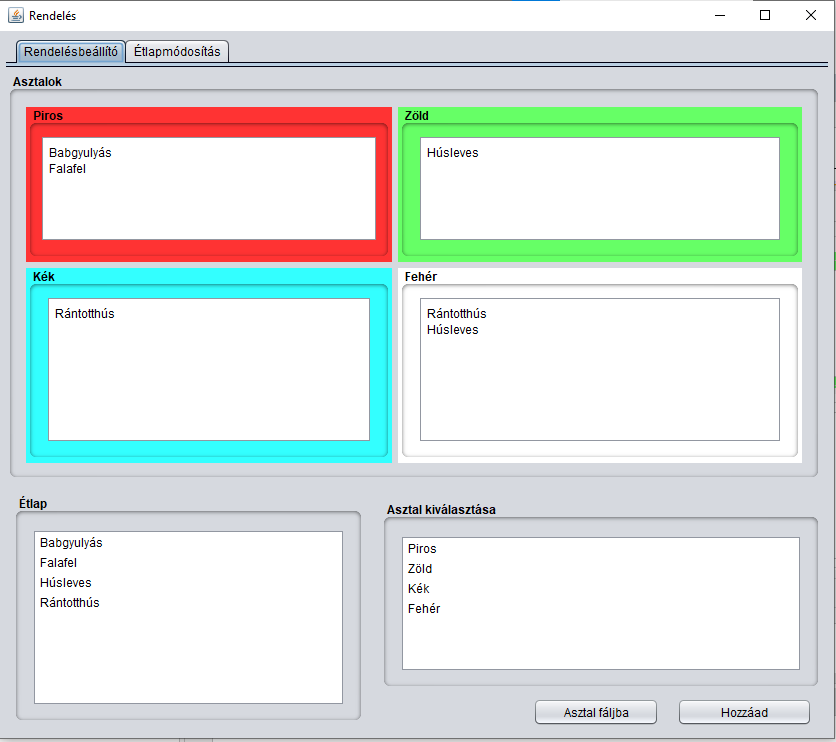 Rendelés
Rendelésbeállító Étlapmódosítás
Asztalok
Piros
Babgyulyás
Falafel
Zöld
Húsleves
Kék
Rántotthús
Fehér
Rántotthús
Húsleves
Étlap
Babgyulyás
Falafel
Húsleves
Rántotthús
Asztal kiválasztása
Piros
Zöld
Kék
Fehér
Asztal fáljba Hozzáad